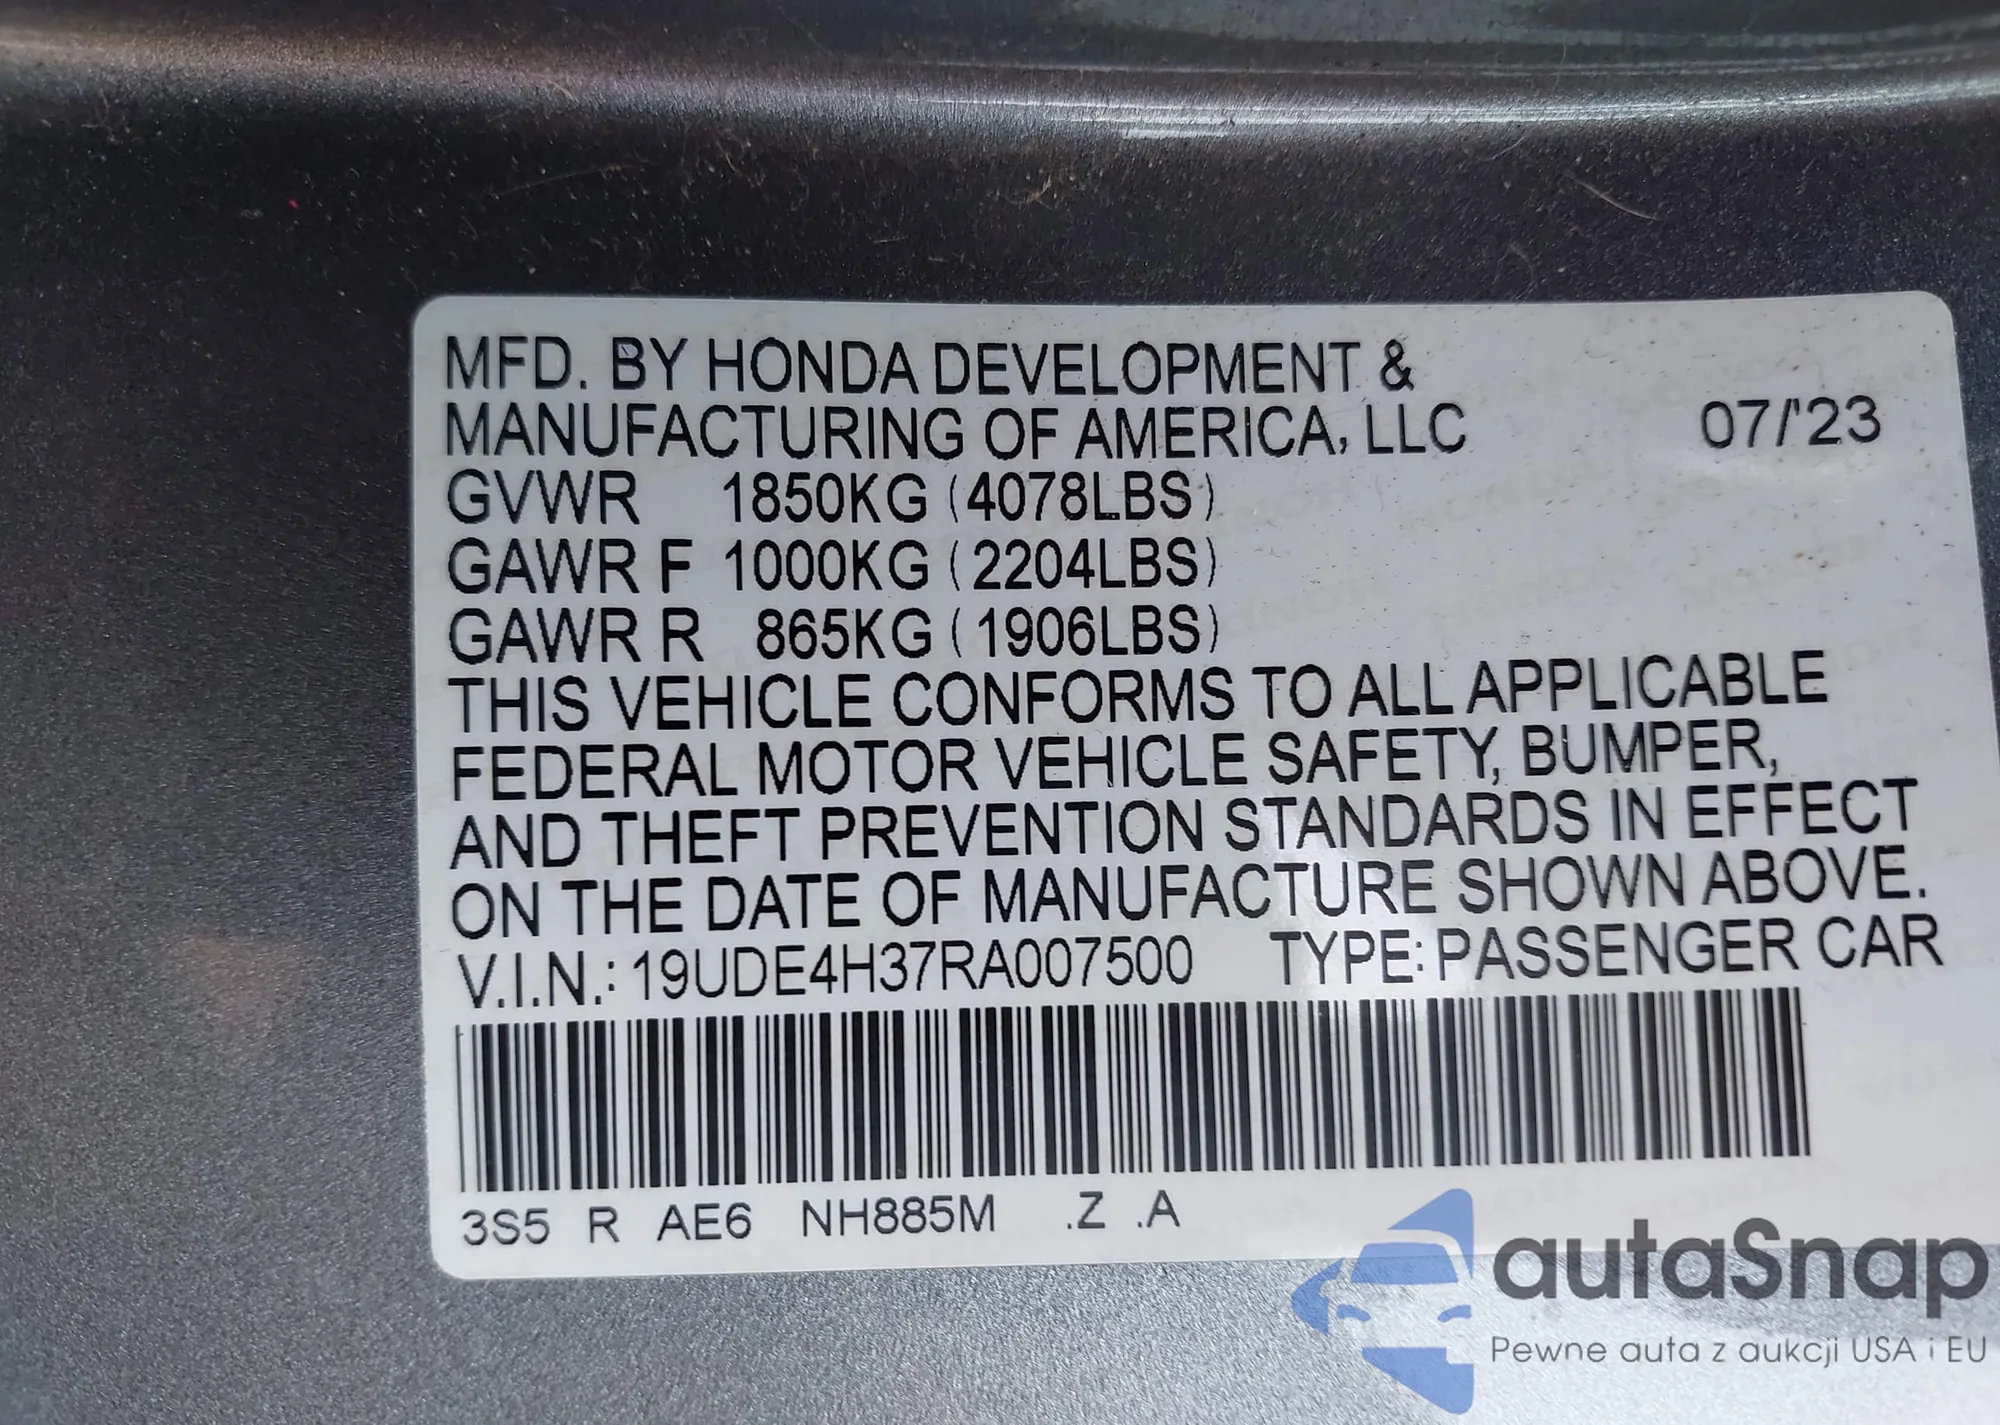 MFD. BY HONDA DEVELOPMENT &
MANUFACTURING OF AMERICA, LLC 07/'23
GVWR 1850KG (4078LBS)
GAWR F 1000KG (2204LBS)
GAWR R 865KG (1906LBS)
THIS VEHICLE CONFORMS TO ALL APPLICABLE
FEDERAL MOTOR VEHICLE SAFETY, BUMPER,
AND THEFT PREVENTION STANDARDS IN EFFECT
ON THE DATE OF MANUFACTURE SHOWN ABOVE.
V.I.N.: 19UDE4H37RA007500 TYPE: PASSENGER CAR
3S5 R AE6 NH885M .Z .A
autaSnap
Pewne auta z aukcji USA i EU